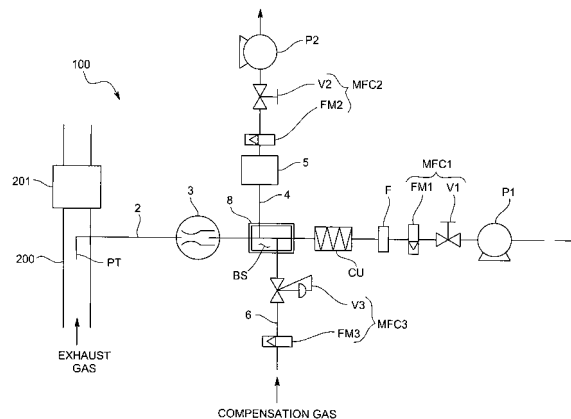 P2
100
V2
MFC2
FM2
201
5
MFC1
2
3
8
4
F
FM1
V1
P1
200
PT
BS
CU
V3
6
MFC3
FM3
EXHAUST
GAS
COMPENSATION GAS